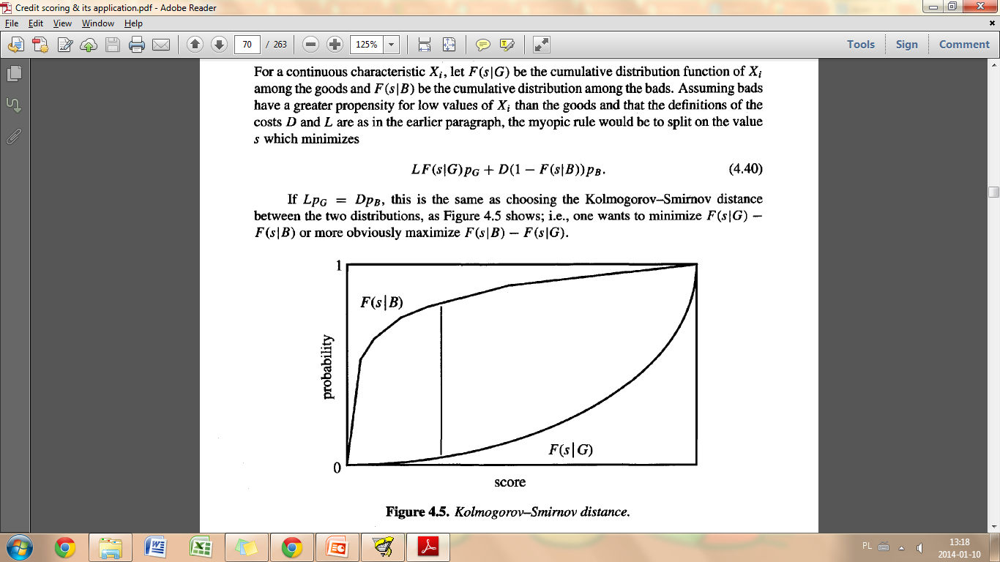 Credit scoring & its application.pdf - Adobe Reader
File Edit View Window Help
70 / 263 125% Tools Sign Comment
For a continuous characteristic Xᵢ, let F(s|G) be the cumulative distribution function of Xᵢ
among the goods and F(s|B) be the cumulative distribution among the bads. Assuming bads
have a greater propensity for low values of Xᵢ than the goods and that the definitions of the
costs D and L are as in the earlier paragraph, the myopic rule would be to split on the value
s which minimizes
LF(s|G)p_G + D(1 − F(s|B))p_B. (4.40)
If Lp_G = Dp_B, this is the same as choosing the Kolmogorov–Smirnov distance
between the two distributions, as Figure 4.5 shows; i.e., one wants to minimize F(s|G) −
F(s|B) or more obviously maximize F(s|B) − F(s|G).
1
F(s|B)
probability
F(s|G)
0
score
Figure 4.5. Kolmogorov–Smirnov distance.
PL 13:18
2014-01-10